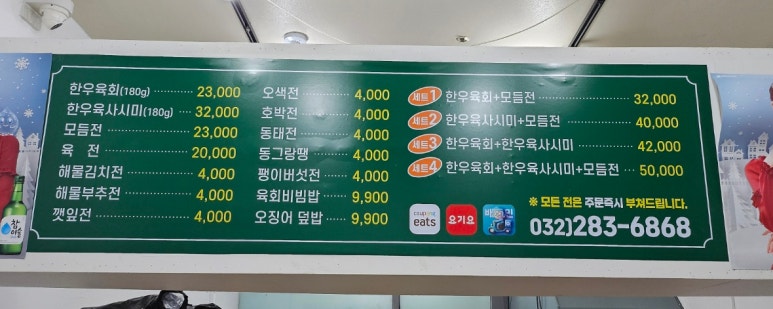 한우육회(180g) ·········· 23,000
한우육사시미(180g) ····· 32,000
모듬전 ······················ 23,000
육 전 ························ 20,000
해물김치전 ················· 4,000
해물부추전 ················· 4,000
깻잎전 ······················· 4,000
오색전 ············ 4,000
호박전 ············ 4,000
동태전 ············ 4,000
동그랑땡 ········· 4,000
팽이버섯전 ······ 4,000
육회비빔밥 ······ 9,900
오징어 덮밥 ····· 9,900
세트1 한우육회+모듬전 ················ 32,000
세트2 한우육사시미+모듬전 ············ 40,000
세트3 한우육회+한우육사시미 ·········· 42,000
세트4 한우육회+한우육사시미+모듬전 ··· 50,000
※ 모든 전은 주문즉시 부쳐드립니다.
coupang eats
요기요
032)283-6868
참이슬